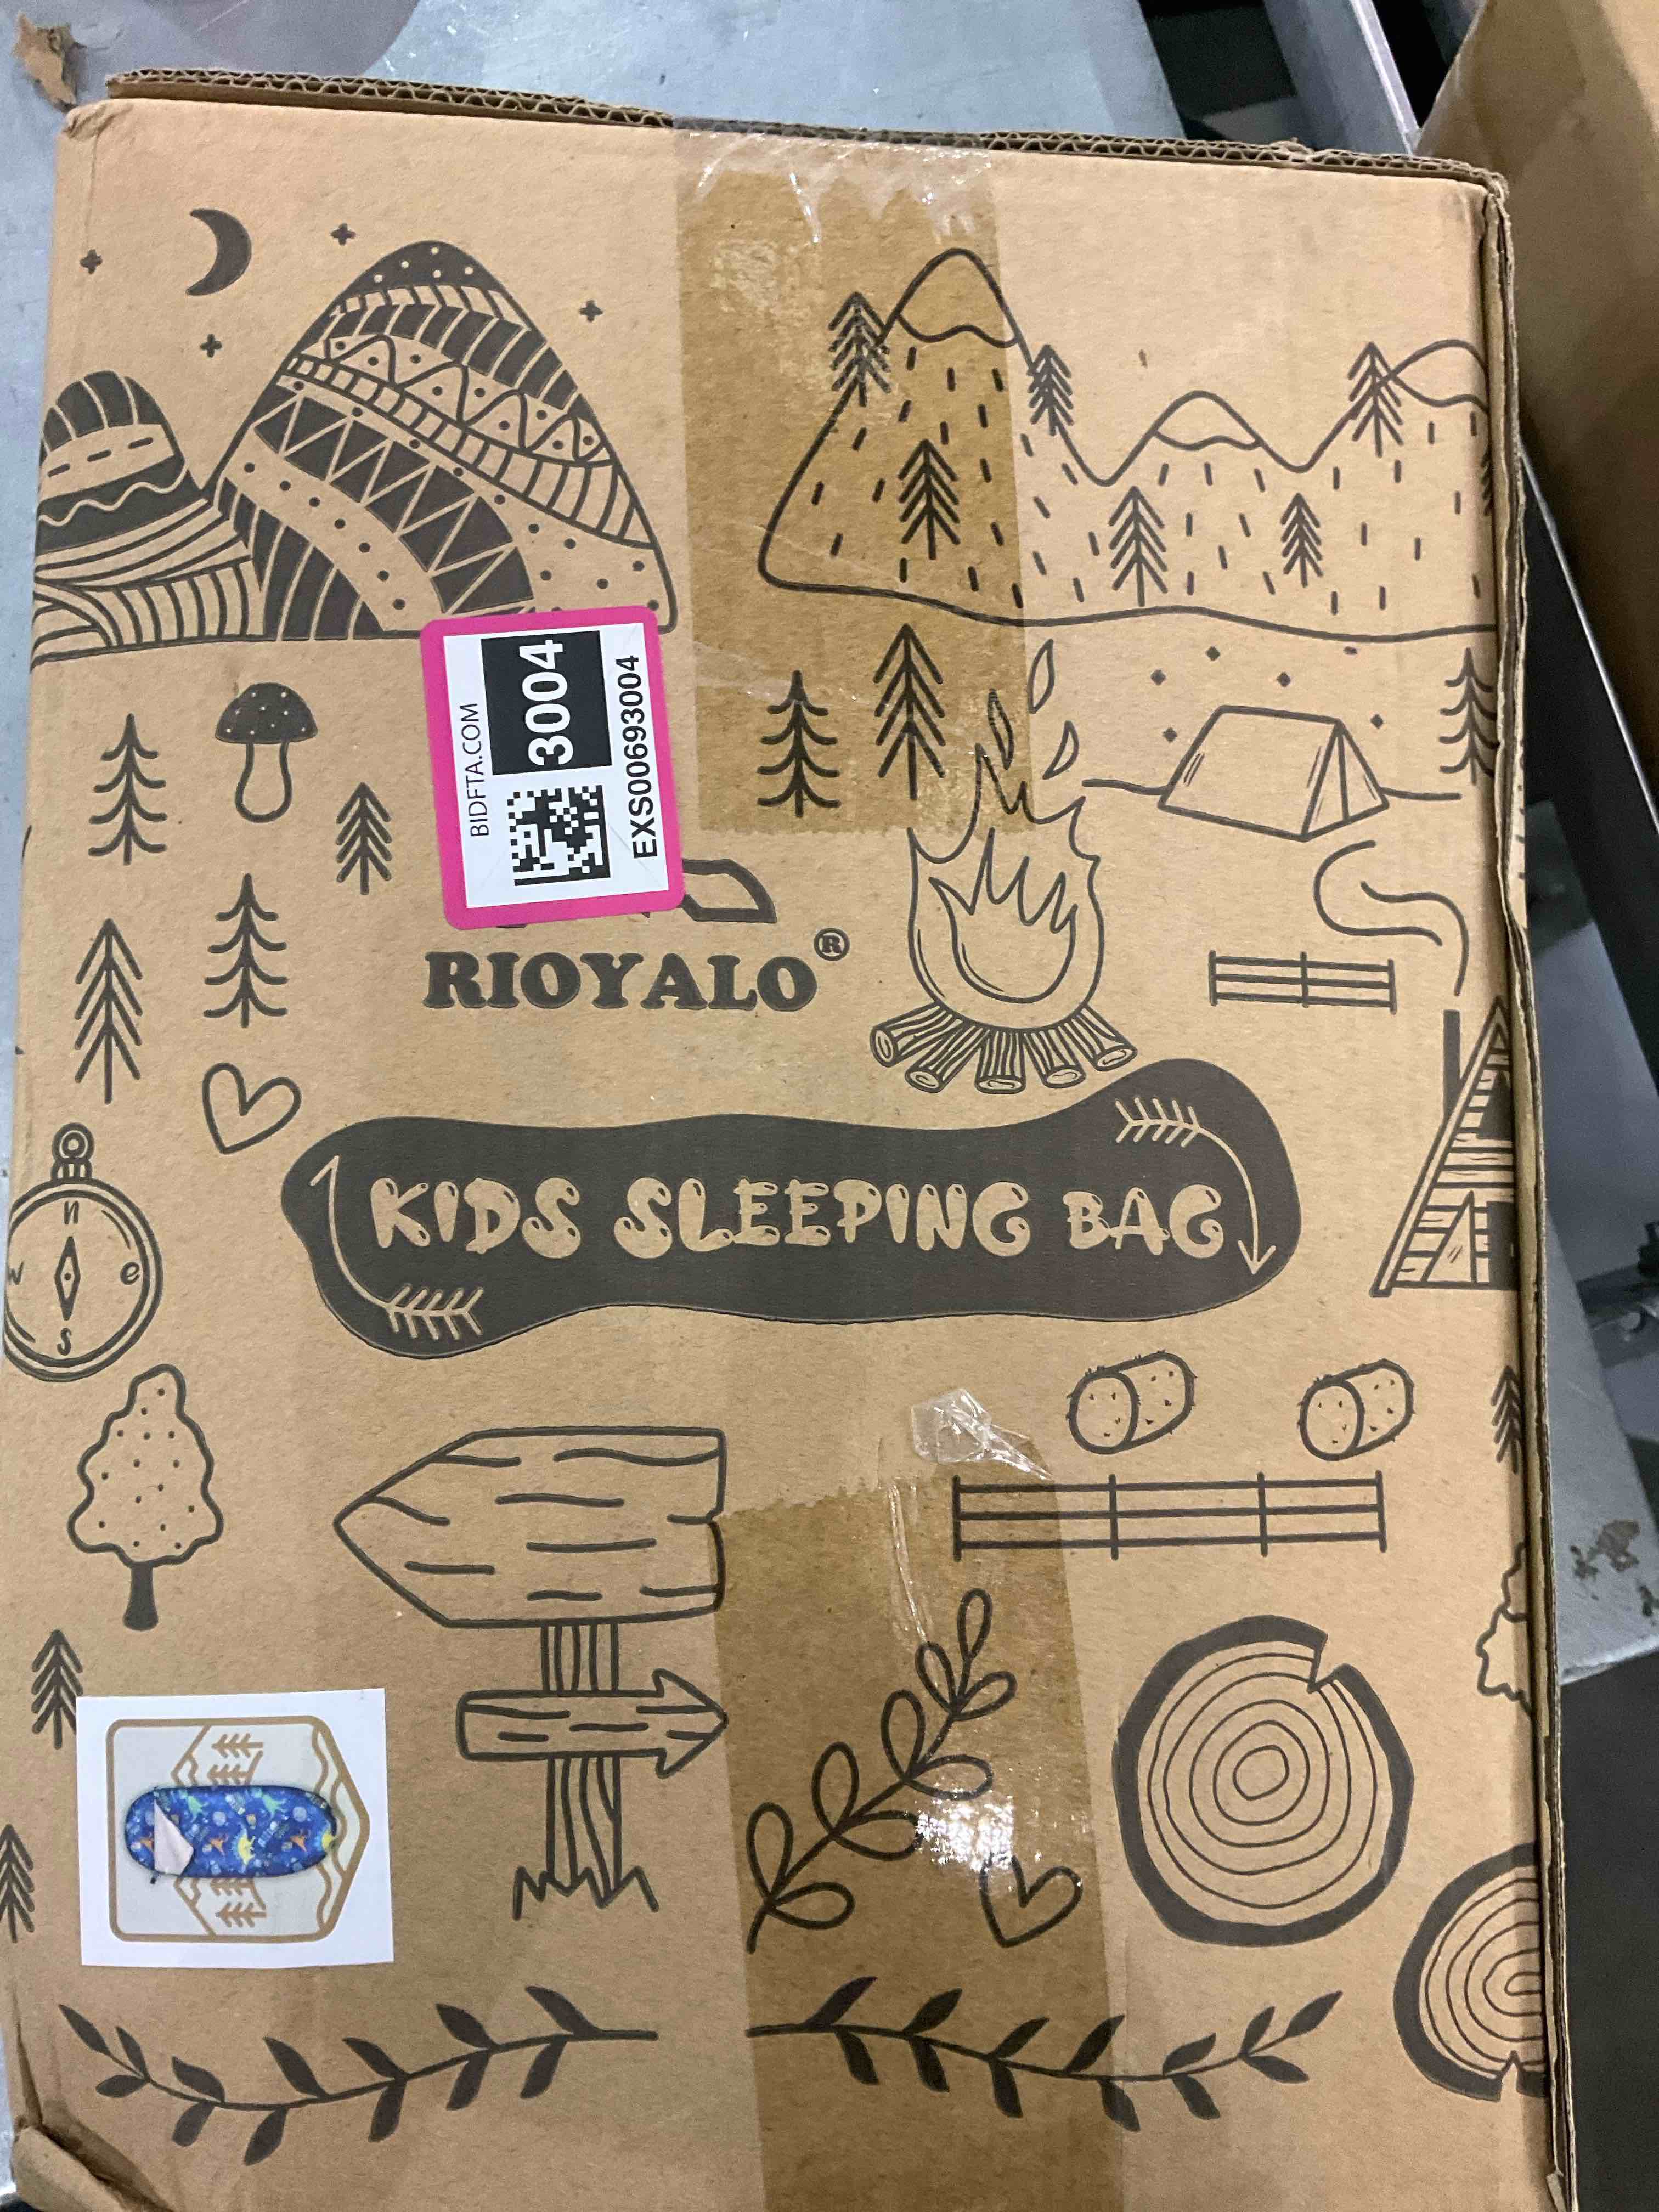 BIDFTA.COM
3004
EXS00693004
RIOYALO®
KIDS SLEEPING BAG
n
w e
s